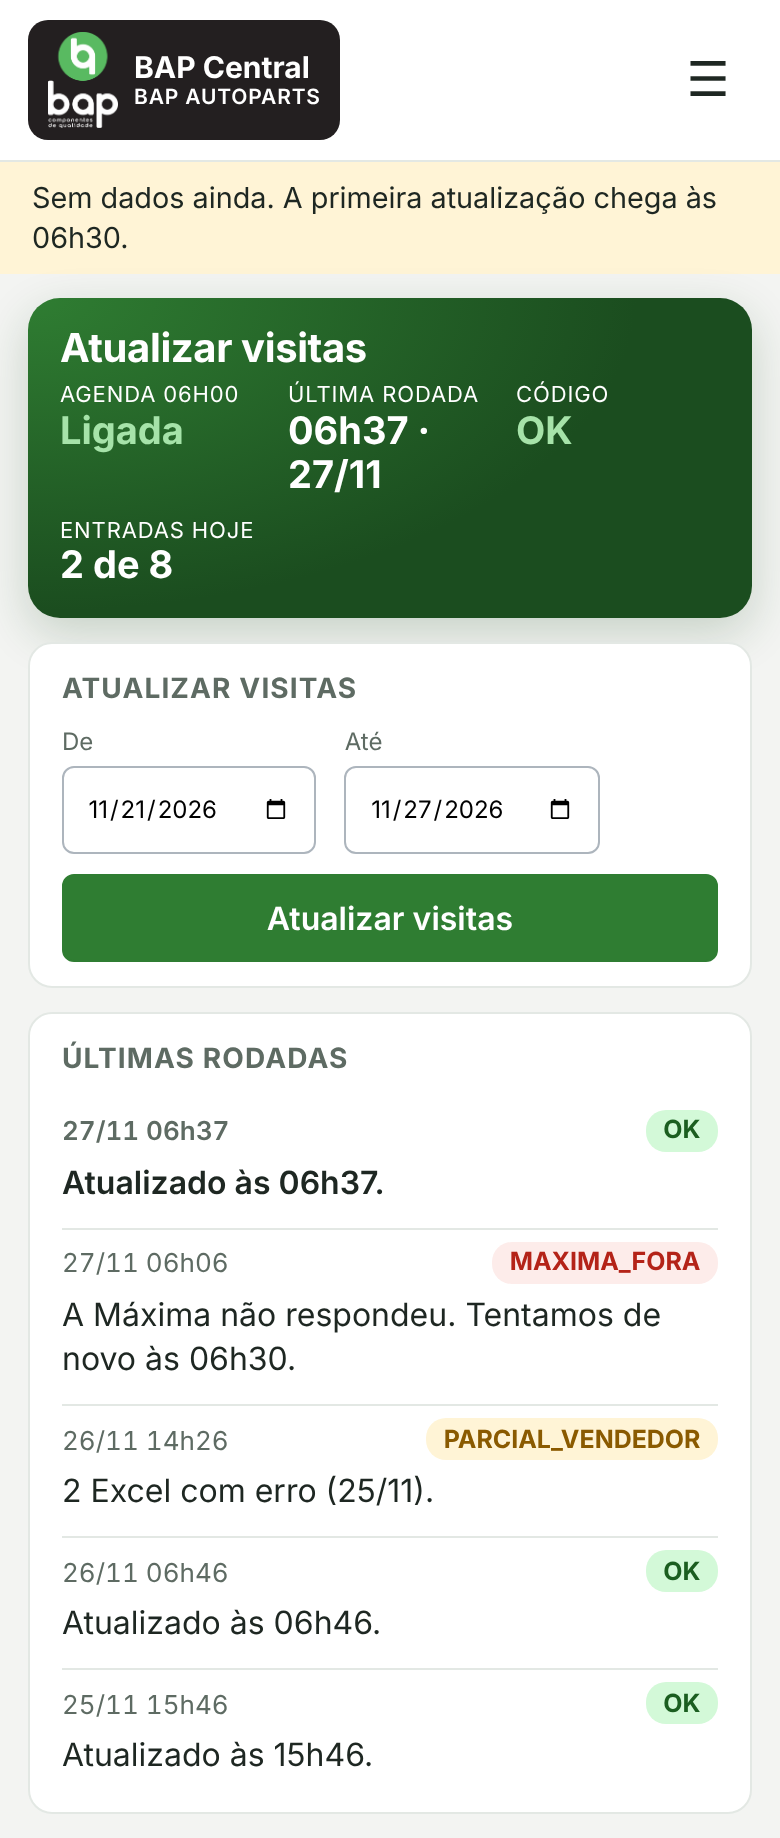 bap
componentes
de qualidade
BAP Central
BAP AUTOPARTS
Sem dados ainda. A primeira atualização chega às
06h30.
Atualizar visitas
AGENDA 06H00
Ligada
ÚLTIMA RODADA
06h37 ·
27/11
CÓDIGO
OK
ENTRADAS HOJE
2 de 8
ATUALIZAR VISITAS
De
Até
11/21/2026
11/27/2026
Atualizar visitas
ÚLTIMAS RODADAS
27/11 06h37
OK
Atualizado às 06h37.
27/11 06h06
MAXIMA_FORA
A Máxima não respondeu. Tentamos de
novo às 06h30.
26/11 14h26
PARCIAL_VENDEDOR
2 Excel com erro (25/11).
26/11 06h46
OK
Atualizado às 06h46.
25/11 15h46
OK
Atualizado às 15h46.